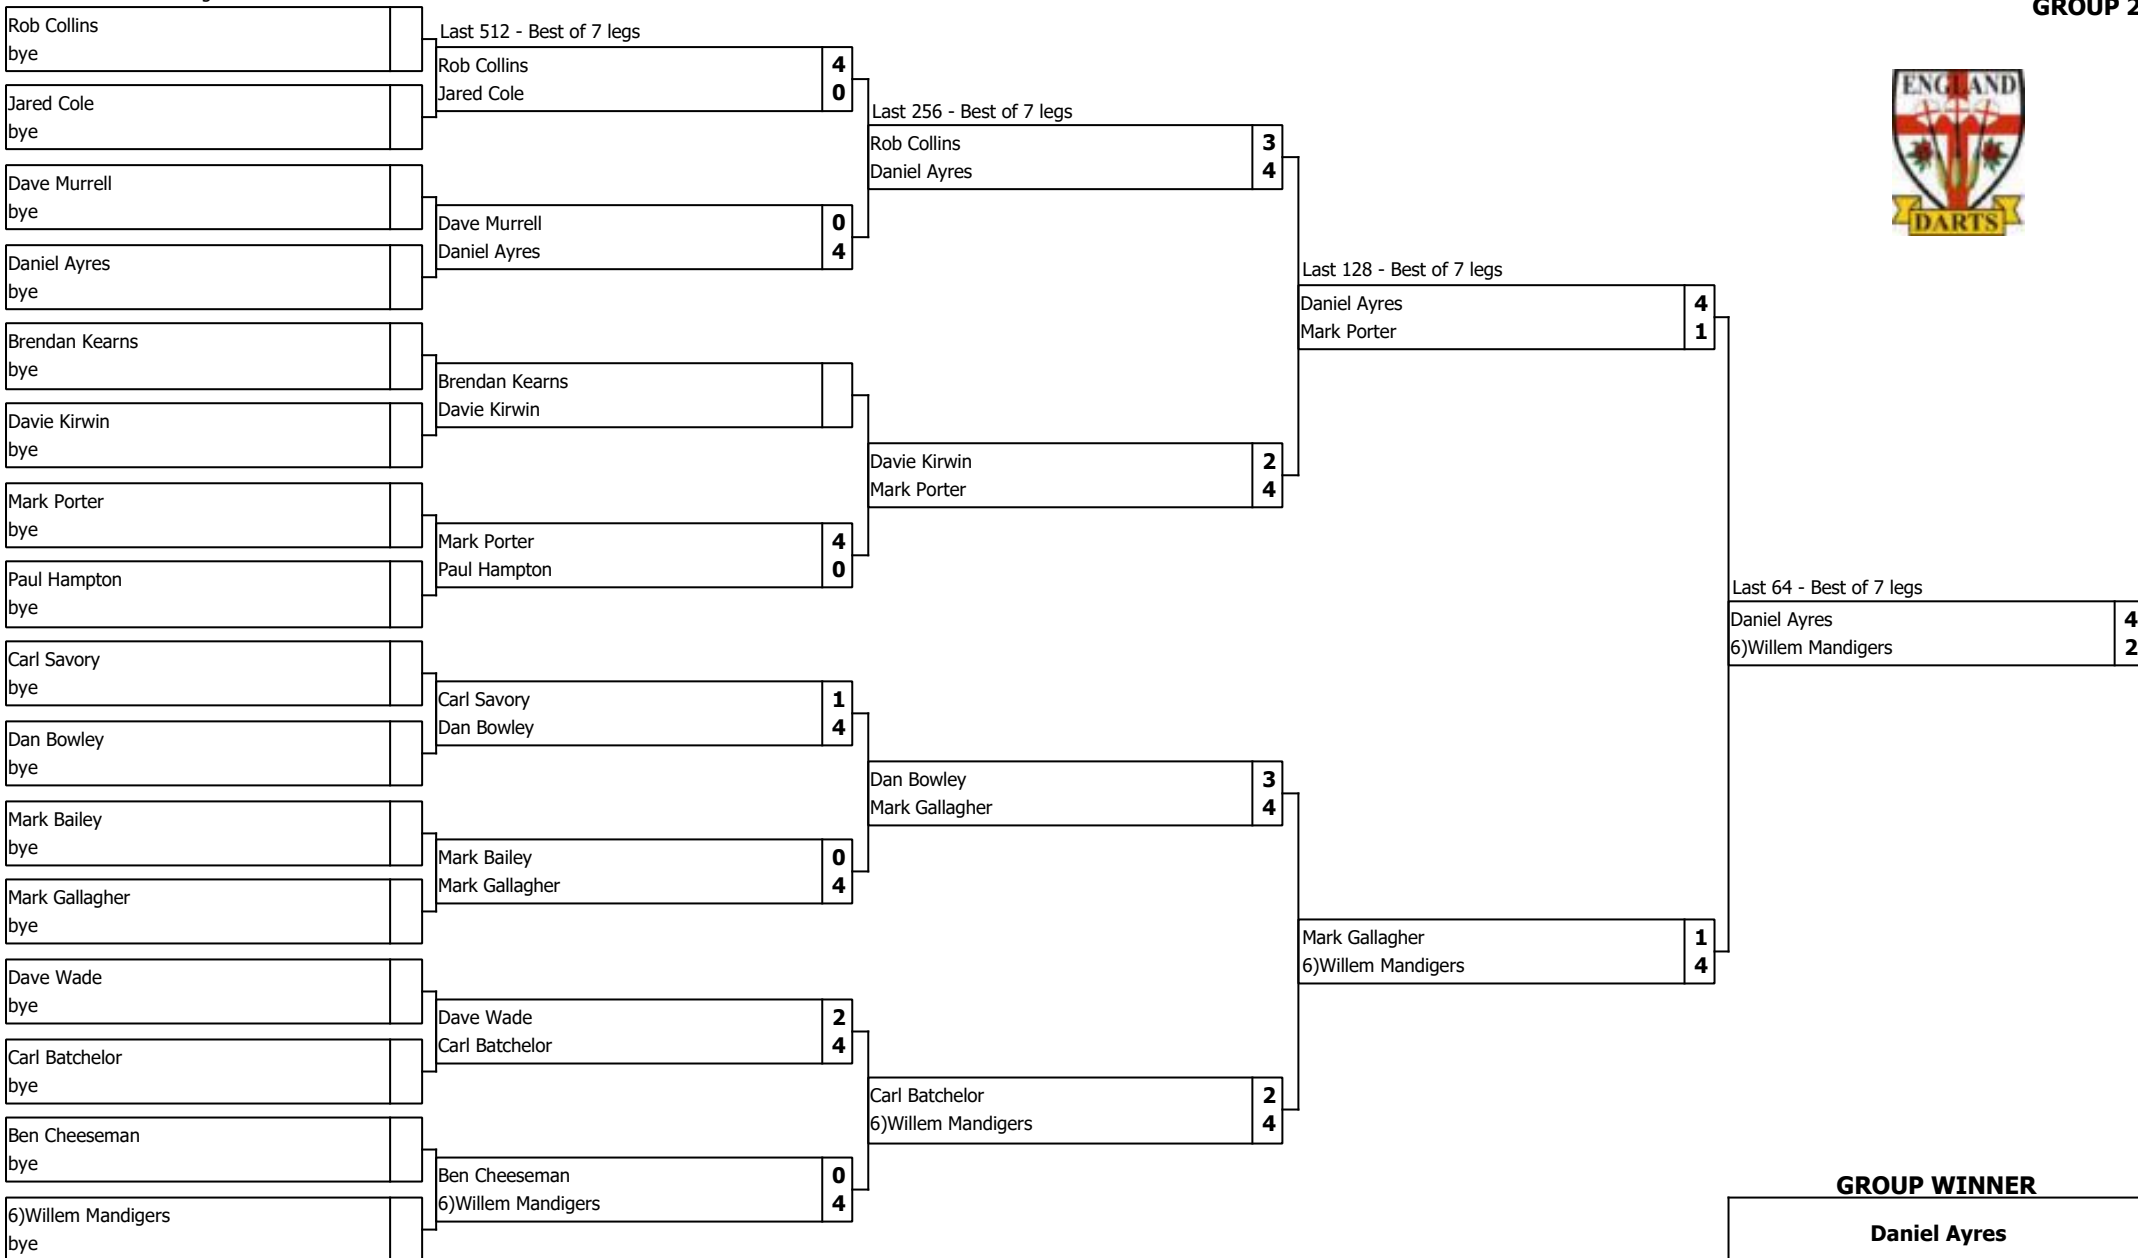 GROUP 2
Rob Collins
bye
Jared Cole
bye
Dave Murrell
bye
Daniel Ayres
bye
Brendan Kearns
bye
Davie Kirwin
bye
Mark Porter
bye
Paul Hampton
bye
Carl Savory
bye
Dan Bowley
bye
Mark Bailey
bye
Mark Gallagher
bye
Dave Wade
bye
Carl Batchelor
bye
Ben Cheeseman
bye
6)Willem Mandigers
bye
Last 512 - Best of 7 legs
Rob Collins 4
Jared Cole 0
Dave Murrell 0
Daniel Ayres 4
Brendan Kearns
Davie Kirwin
Mark Porter 4
Paul Hampton 0
Carl Savory 1
Dan Bowley 4
Mark Bailey 0
Mark Gallagher 4
Dave Wade 2
Carl Batchelor 4
Ben Cheeseman 0
6)Willem Mandigers 4
Last 256 - Best of 7 legs
Rob Collins 3
Daniel Ayres 4
Davie Kirwin 2
Mark Porter 4
Dan Bowley 3
Mark Gallagher 4
Carl Batchelor 2
6)Willem Mandigers 4
Last 128 - Best of 7 legs
Daniel Ayres 4
Mark Porter 1
Mark Gallagher 1
6)Willem Mandigers 4
Last 64 - Best of 7 legs
Daniel Ayres 4
6)Willem Mandigers 2
ENGLAND
DARTS
GROUP WINNER
Daniel Ayres